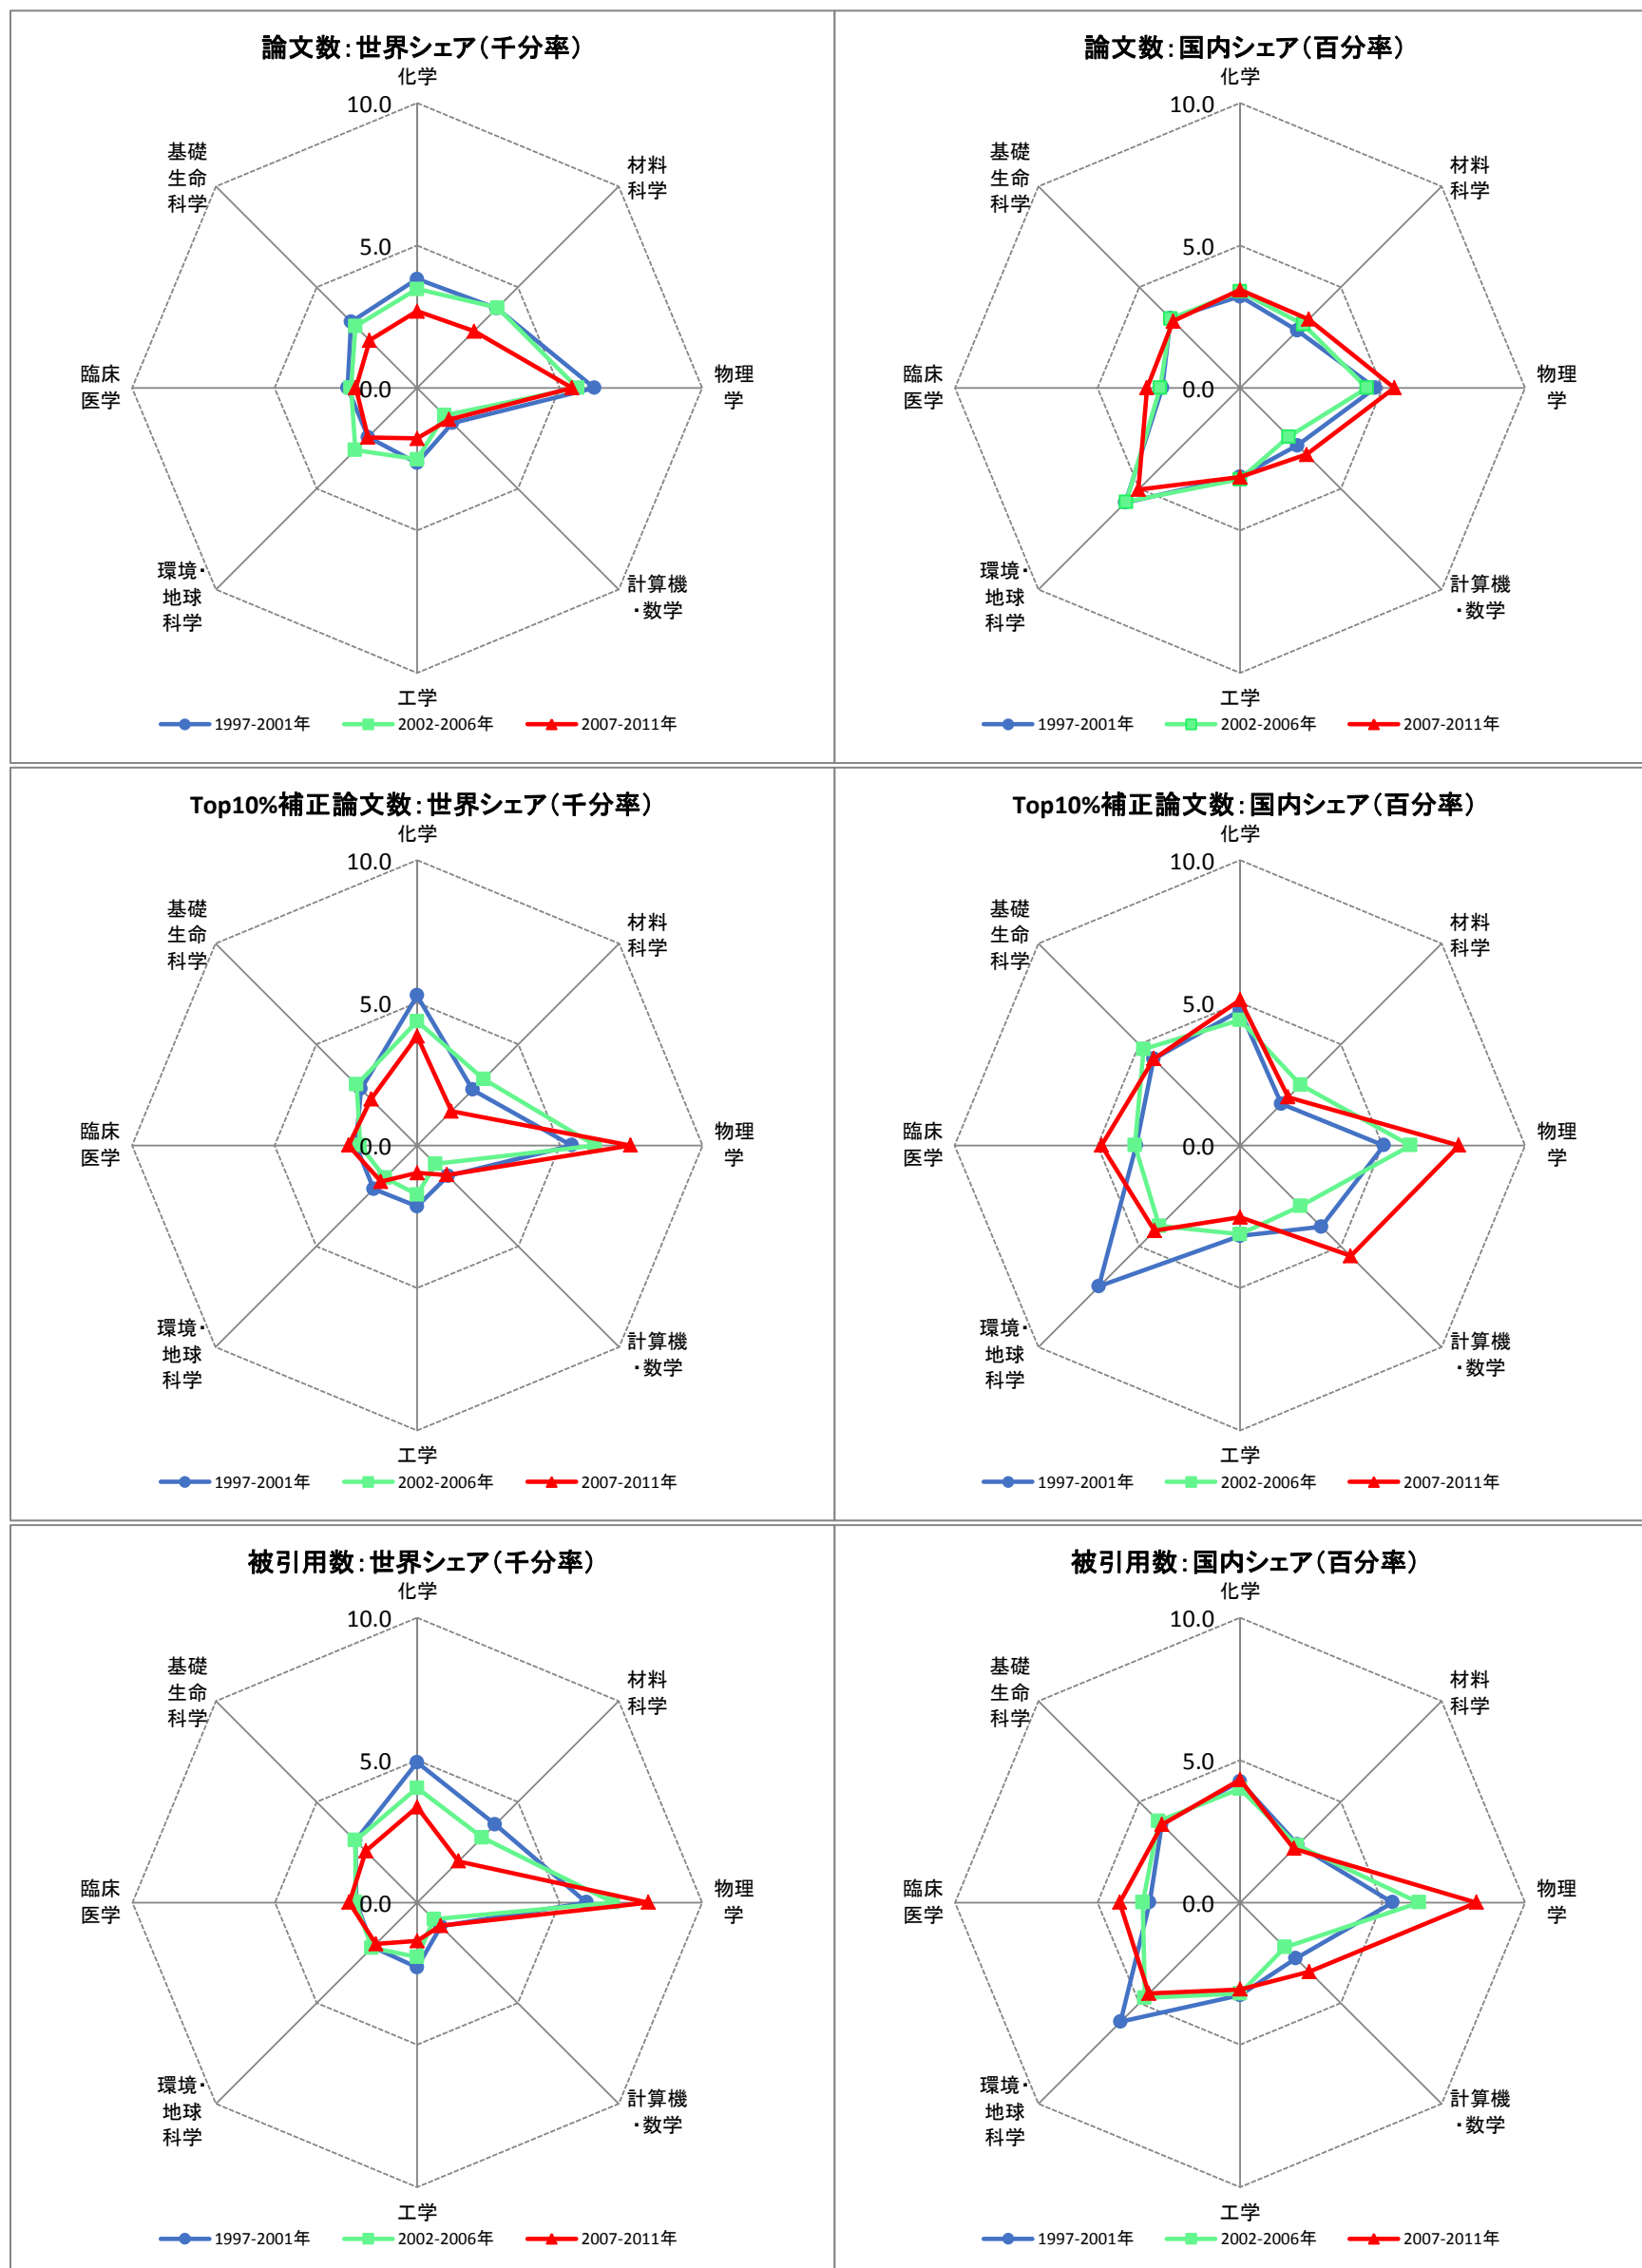 論文数：世界シェア（千分率）
化学
10.0
基礎
生命
科学
材料
科学
5.0
臨床
医学
0.0
物理
学
環境・
地球
科学
計算機
・数学
工学
1997-2001年 2002-2006年 2007-2011年
論文数：国内シェア（百分率）
化学
10.0
基礎
生命
科学
材料
科学
5.0
臨床
医学
0.0
物理
学
環境・
地球
科学
計算機
・数学
工学
1997-2001年 2002-2006年 2007-2011年
Top10%補正論文数：世界シェア（千分率）
化学
10.0
基礎
生命
科学
材料
科学
5.0
臨床
医学
0.0
物理
学
環境・
地球
科学
計算機
・数学
工学
1997-2001年 2002-2006年 2007-2011年
Top10%補正論文数：国内シェア（百分率）
化学
10.0
基礎
生命
科学
材料
科学
5.0
臨床
医学
0.0
物理
学
環境・
地球
科学
計算機
・数学
工学
1997-2001年 2002-2006年 2007-2011年
被引用数：世界シェア（千分率）
化学
10.0
基礎
生命
科学
材料
科学
5.0
臨床
医学
0.0
物理
学
環境・
地球
科学
計算機
・数学
工学
1997-2001年 2002-2006年 2007-2011年
被引用数：国内シェア（百分率）
化学
10.0
基礎
生命
科学
材料
科学
5.0
臨床
医学
0.0
物理
学
環境・
地球
科学
計算機
・数学
工学
1997-2001年 2002-2006年 2007-2011年